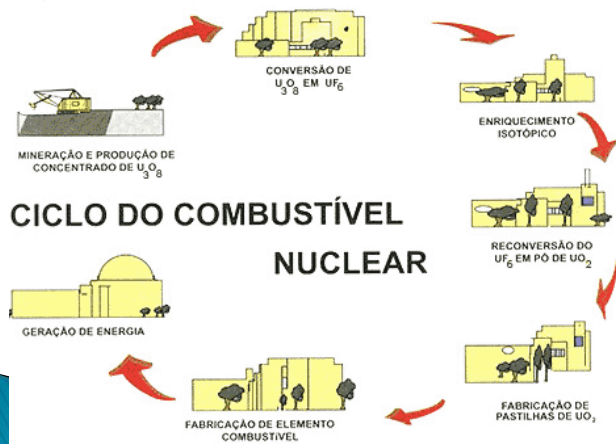 CONVERSÃO DE
U₃O₈ EM UF₆
ENRIQUECIMENTO
ISOTÓPICO
MINERAÇÃO E PRODUÇÃO DE
CONCENTRADO DE U₃O₈
CICLO DO COMBUSTÍVEL
NUCLEAR
RECONVERSÃO DO
UF₆ EM PÓ DE UO₂
GERAÇÃO DE ENERGIA
FABRICAÇÃO DE
PASTILHAS DE UO₂
FABRICAÇÃO DE ELEMENTO
COMBUSTÍVEL